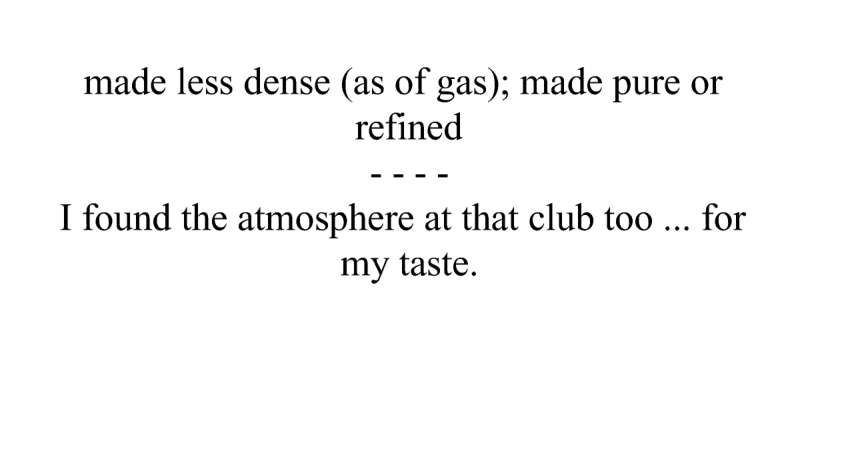 made less dense (as of gas); made pure or
refined
- - - -
I found the atmosphere at that club too ... for
my taste.